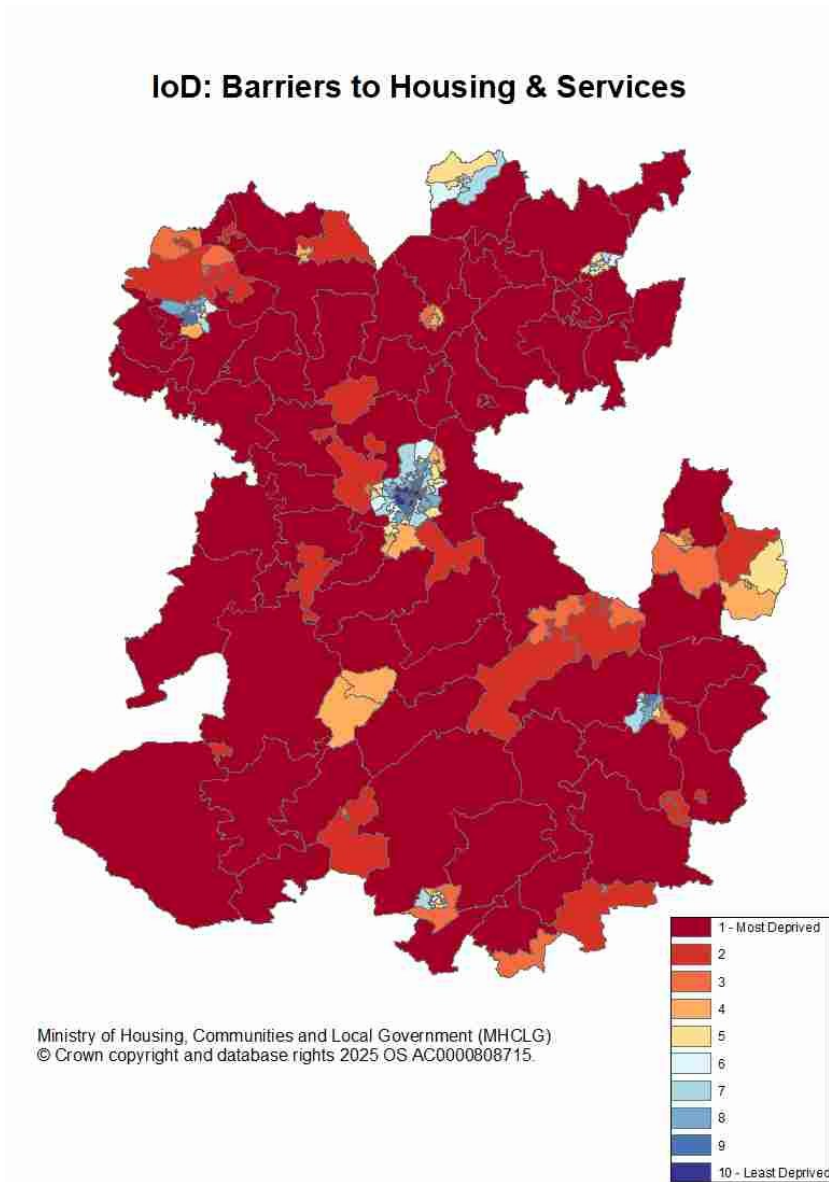 IoD: Barriers to Housing & Services
1 - Most Deprived
2
3
4
5
6
7
8
9
10 - Least Deprived
Ministry of Housing, Communities and Local Government (MHCLG)
© Crown copyright and database rights 2025 OS AC0000808715.